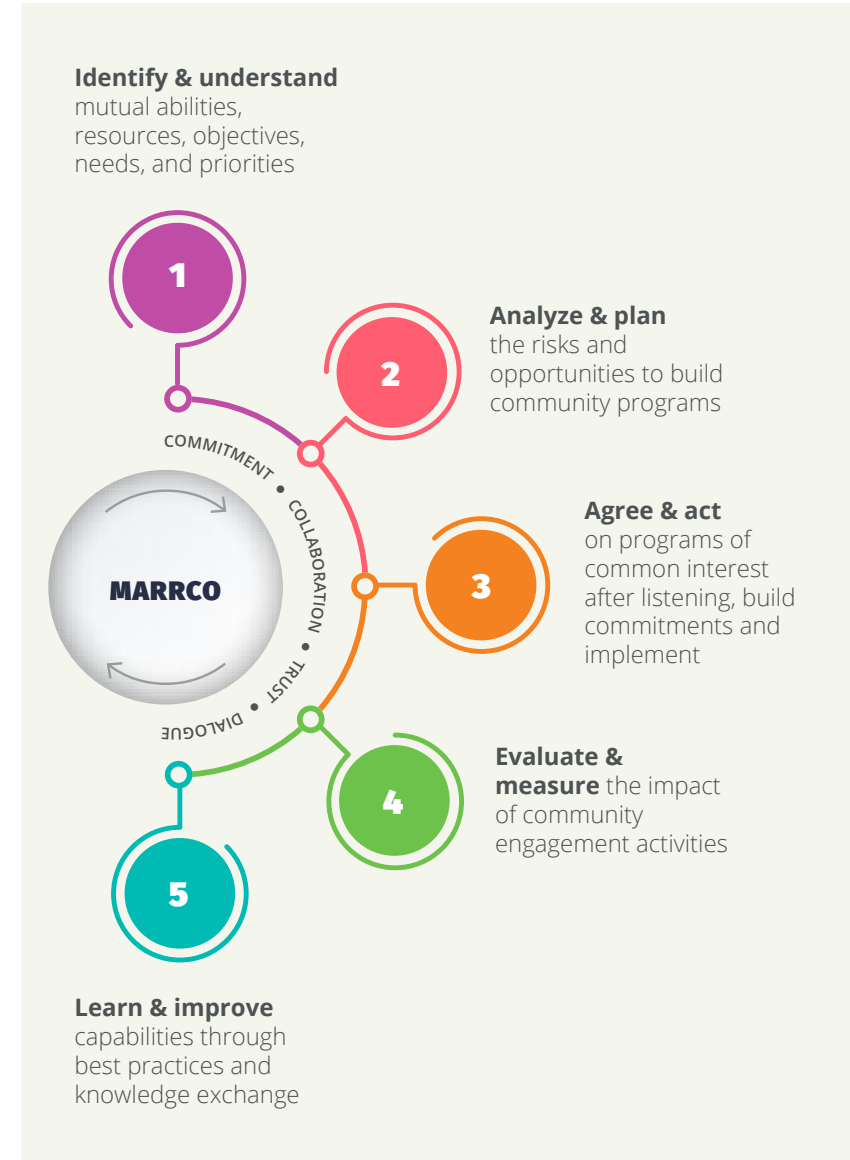 Identify & understand
mutual abilities,
resources, objectives,
needs, and priorities
1
2
Analyze & plan
the risks and
opportunities to build
community programs
COMMITMENT • COLLABORATION • TRUST • DIALOGUE
MARRCO
3
Agree & act
on programs of
common interest
after listening, build
commitments and
implement
4
Evaluate &
measure the impact
of community
engagement activities
5
Learn & improve
capabilities through
best practices and
knowledge exchange